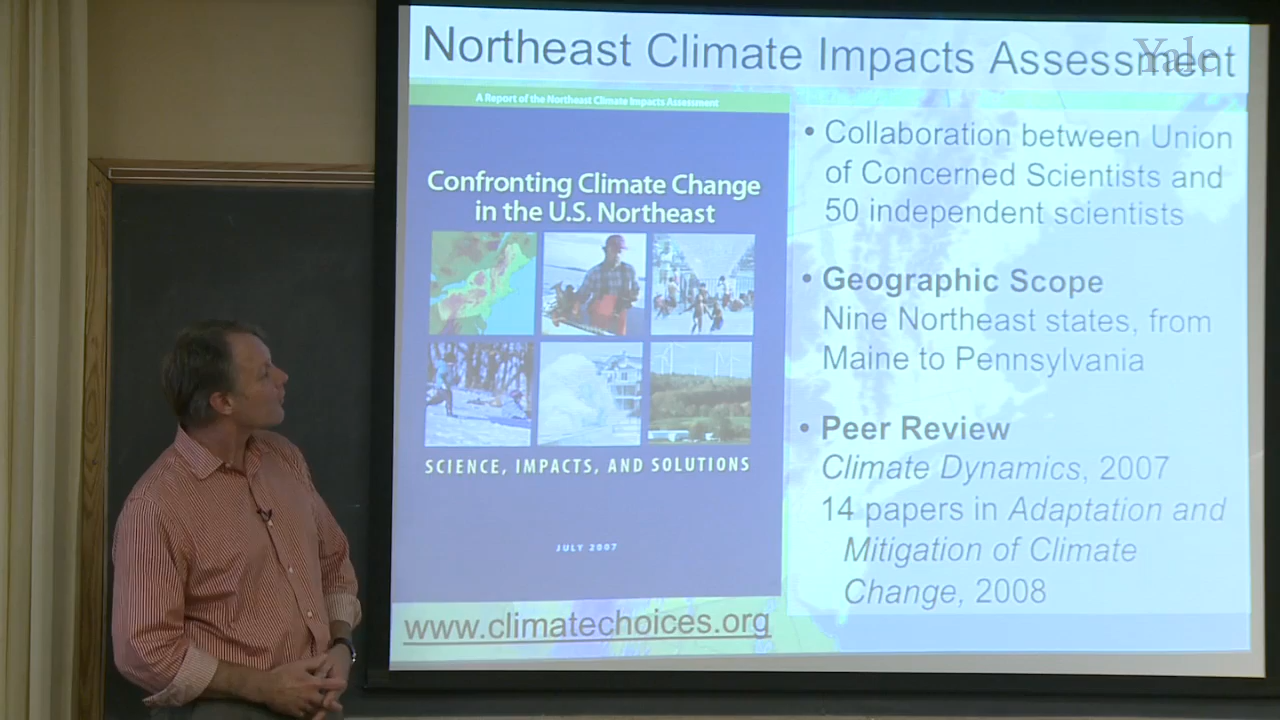 Northeast Climate Impacts Assessment
Yale
A Report of the Northeast Climate Impacts Assessment
Confronting Climate Change
in the U.S. Northeast
SCIENCE, IMPACTS, AND SOLUTIONS
JULY 2007
www.climatechoices.org
• Collaboration between Union
of Concerned Scientists and
50 independent scientists
• Geographic Scope
Nine Northeast states, from
Maine to Pennsylvania
• Peer Review
Climate Dynamics, 2007
14 papers in Adaptation and
Mitigation of Climate
Change, 2008